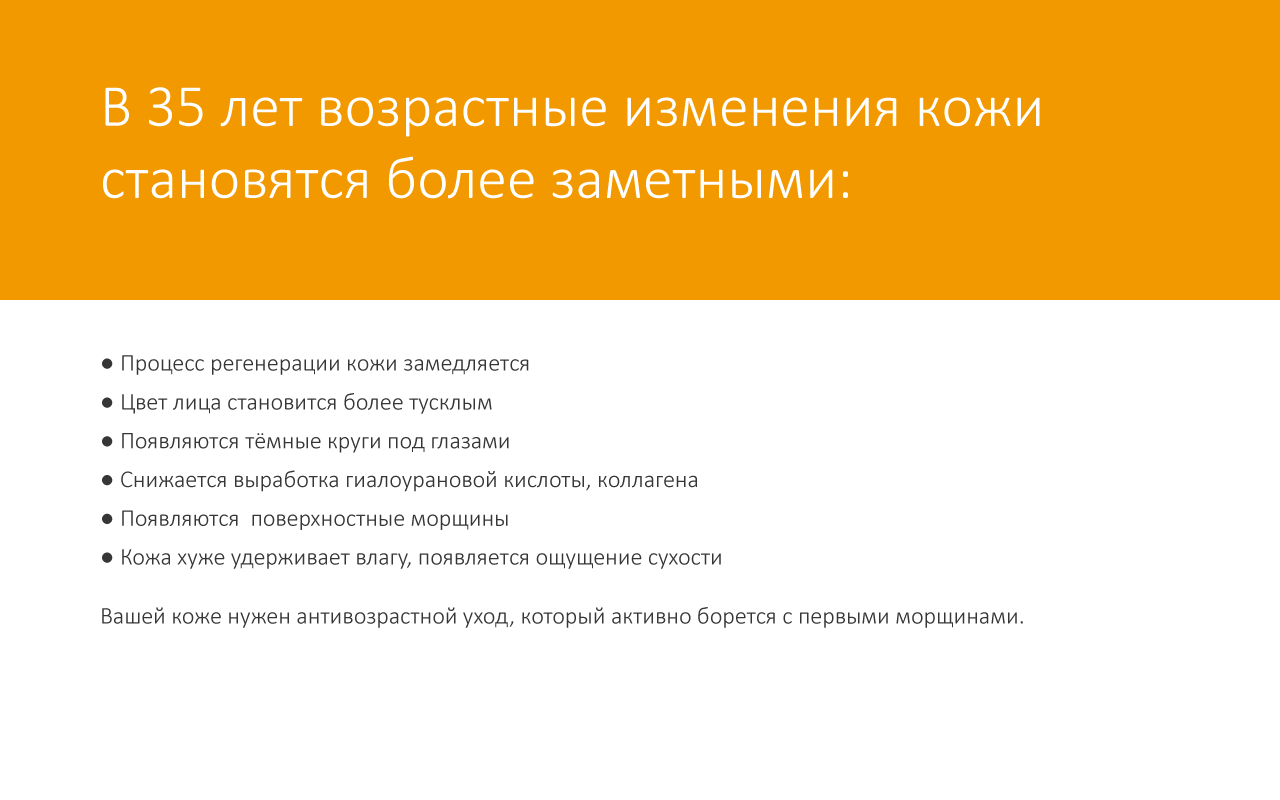 В 35 лет возрастные изменения кожи
становятся более заметными:
● Процесс регенерации кожи замедляется
● Цвет лица становится более тусклым
● Появляются тёмные круги под глазами
● Снижается выработка гиалоурановой кислоты, коллагена
● Появляются  поверхностные морщины
● Кожа хуже удерживает влагу, появляется ощущение сухости
Вашей коже нужен антивозрастной уход, который активно борется с первыми морщинами.